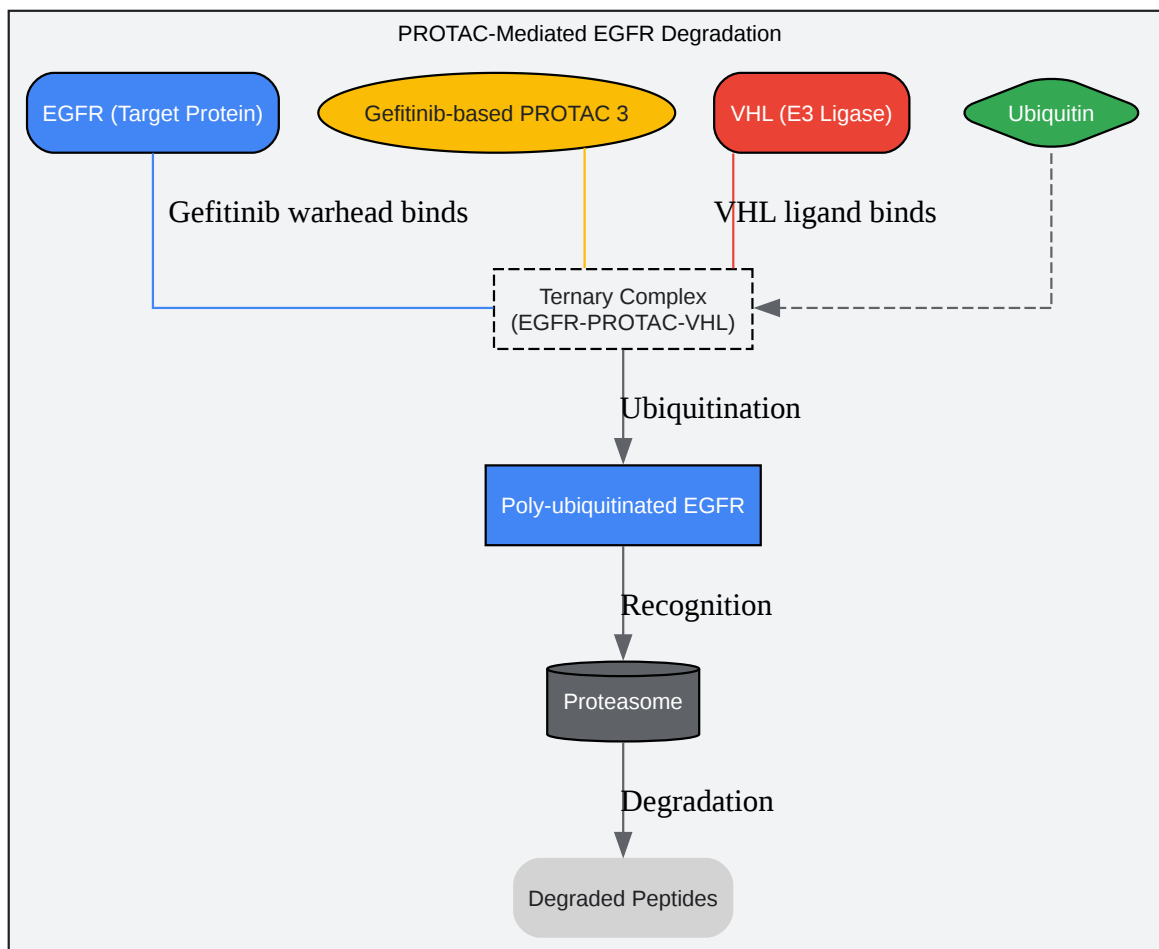 PROTAC-Mediated EGFR Degradation
EGFR (Target Protein)
Gefitinib-based PROTAC 3
VHL (E3 Ligase)
Ubiquitin
Gefitinib warhead binds
VHL ligand binds
Ternary Complex
(EGFR-PROTAC-VHL)
Ubiquitination
Poly-ubiquitinated EGFR
Recognition
Proteasome
Degradation
Degraded Peptides